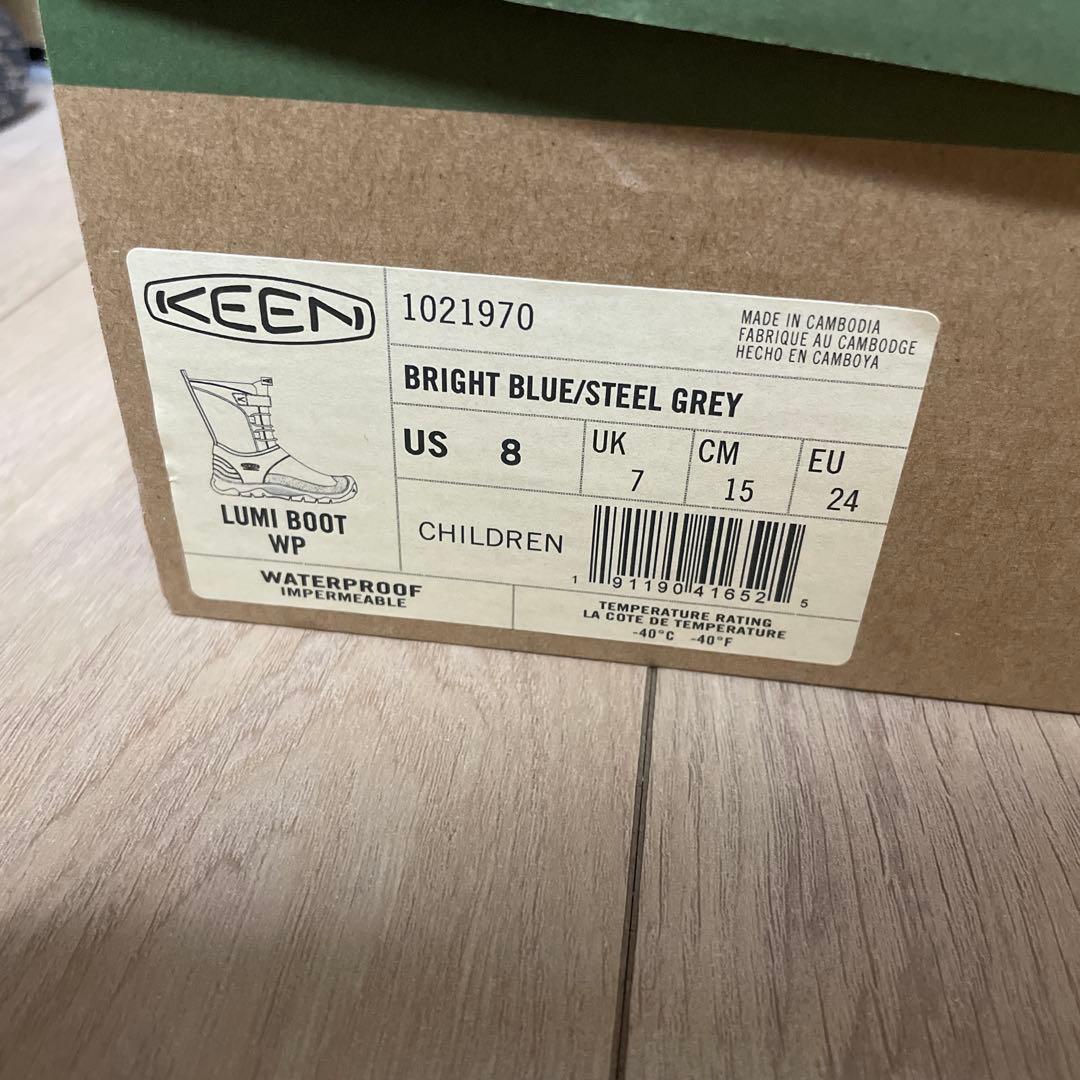 KEEN
1021970
MADE IN CAMBODIA
FABRIQUE AU CAMBODGE
HECHO EN CAMBOYA
BRIGHT BLUE/STEEL GREY
US 8
UK 7
CM 15
EU 24
LUMI BOOT
WP
CHILDREN
1 91190 41652 5
WATERPROOF
IMPERMEABLE
TEMPERATURE RATING
LA COTE DE TEMPERATURE
-40°C -40°F